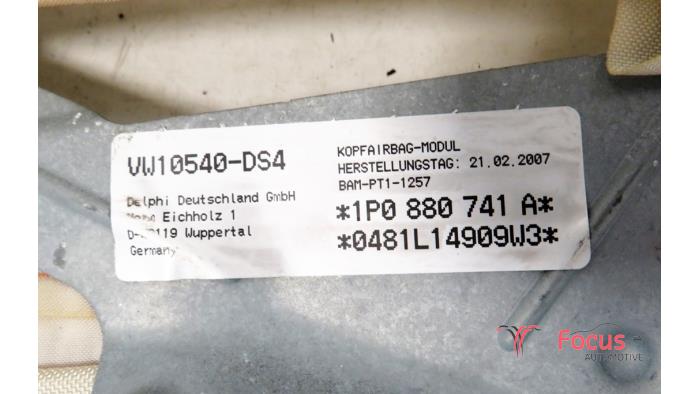 VW10540-DS4
Delphi Deutschland GmbH
Eichholz 1
Wuppertal
Germany
KOPFAIRBAG-MODUL
HERSTELLUNGSTAG: 21.02.2007
BAM-PT1-1257
*1P0 880 741 A*
*0481L14909W3*
Focus
AUTOMOTIVE